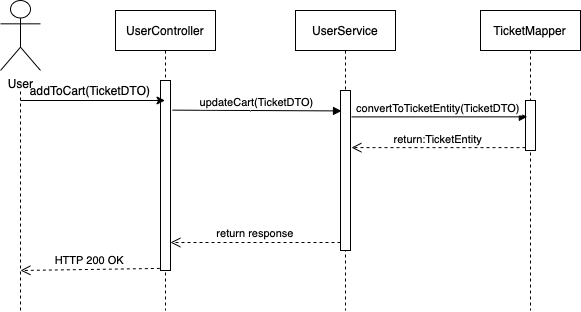 UserController
UserService
TicketMapper
User
addToCart(TicketDTO)
updateCart(TicketDTO)
convertToTicketEntity(TicketDTO)
return:TicketEntity
return response
HTTP 200 OK